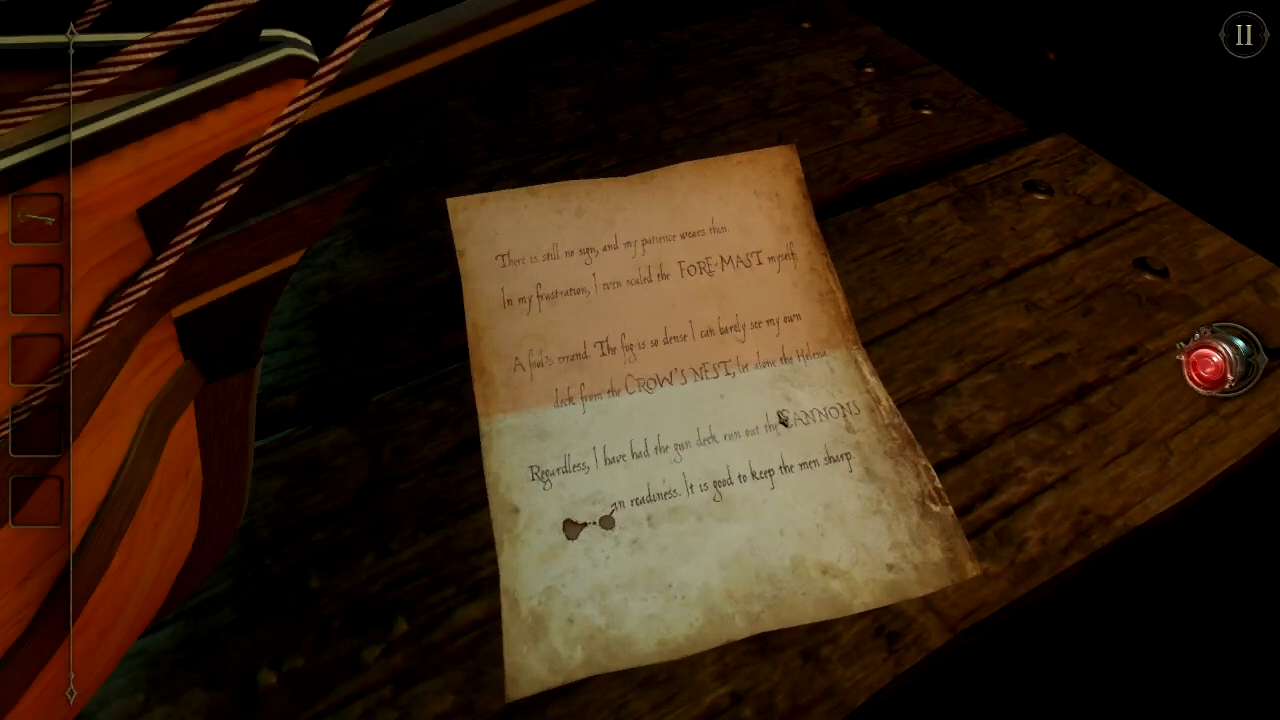 There is still no sign, and my patience wears thin.
In my frustration, I even scaled the FORE-MAST myself.
A fool's errand. The fog is so dense I can barely see my own
deck from the CROW'S NEST, let alone the Helena
Regardless, I have had the gun deck run out the CANNONS
in readiness. It is good to keep the men sharp.